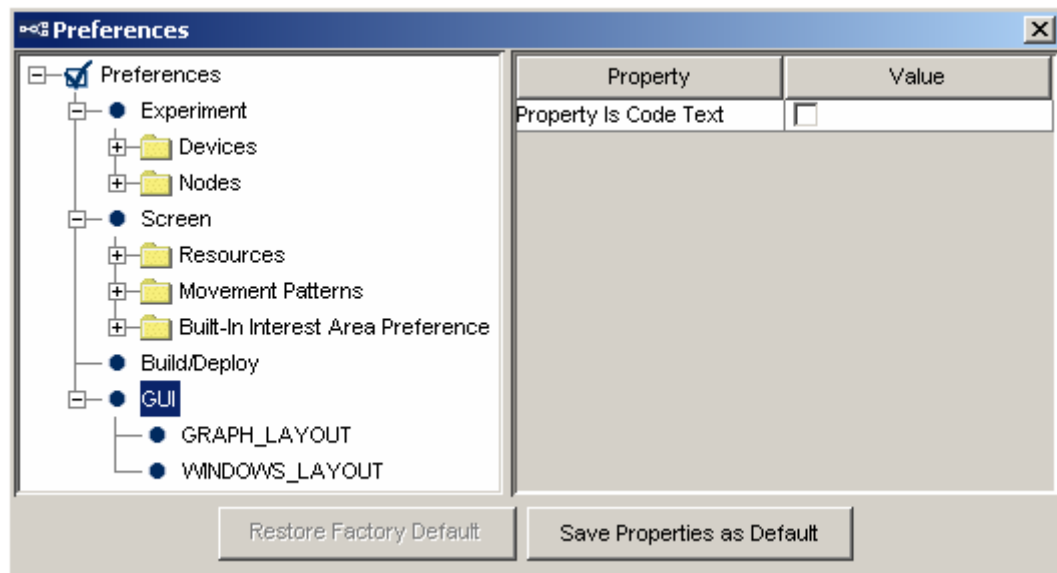 Preferences
Preferences
Experiment
Devices
Nodes
Screen
Resources
Movement Patterns
Built-In Interest Area Preference
Build/Deploy
GUI
GRAPH_LAYOUT
WINDOWS_LAYOUT
Property Value
Property Is Code Text
Restore Factory Default Save Properties as Default